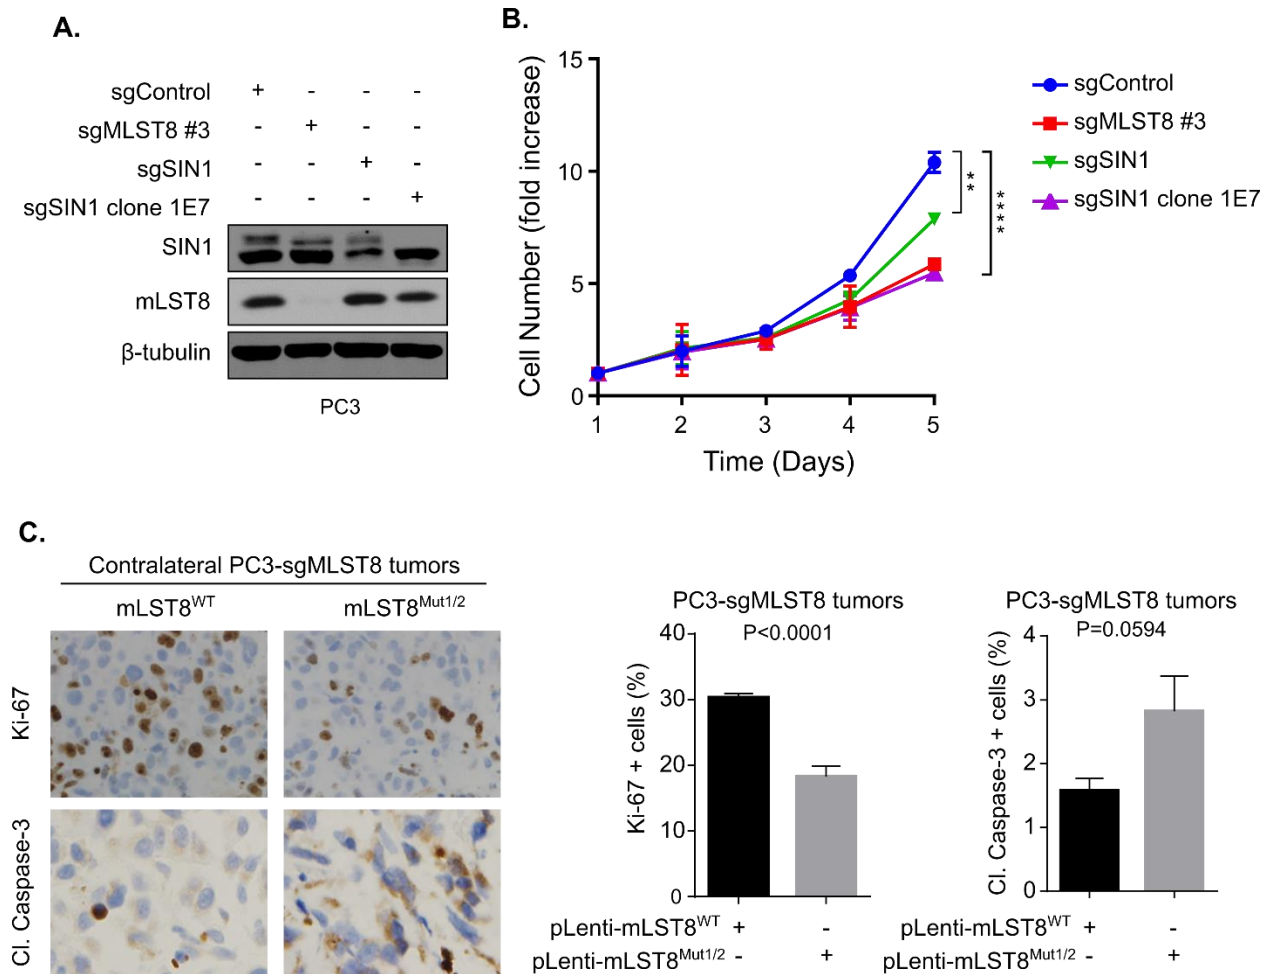 A.
sgControl + - - -
sgMLST8 #3 - + - -
sgSIN1 - - + -
sgSIN1 clone 1E7 - - - +
SIN1
mLST8
β-tubulin
PC3
B.
Cell Number (fold increase)
15
10
5
0
1 2 3 4 5
Time (Days)
**
****
sgControl
sgMLST8 #3
sgSIN1
sgSIN1 clone 1E7
C.
Contralateral PC3-sgMLST8 tumors
mLST8WT mLST8Mut1/2
Ki-67
Cl. Caspase-3
PC3-sgMLST8 tumors
P<0.0001
Ki-67 + cells (%)
40
30
20
10
0
pLenti-mLST8WT + -
pLenti-mLST8Mut1/2 - +
PC3-sgMLST8 tumors
P=0.0594
Cl. Caspase-3 + cells (%)
4
3
2
1
0
pLenti-mLST8WT + -
pLenti-mLST8Mut1/2 - +